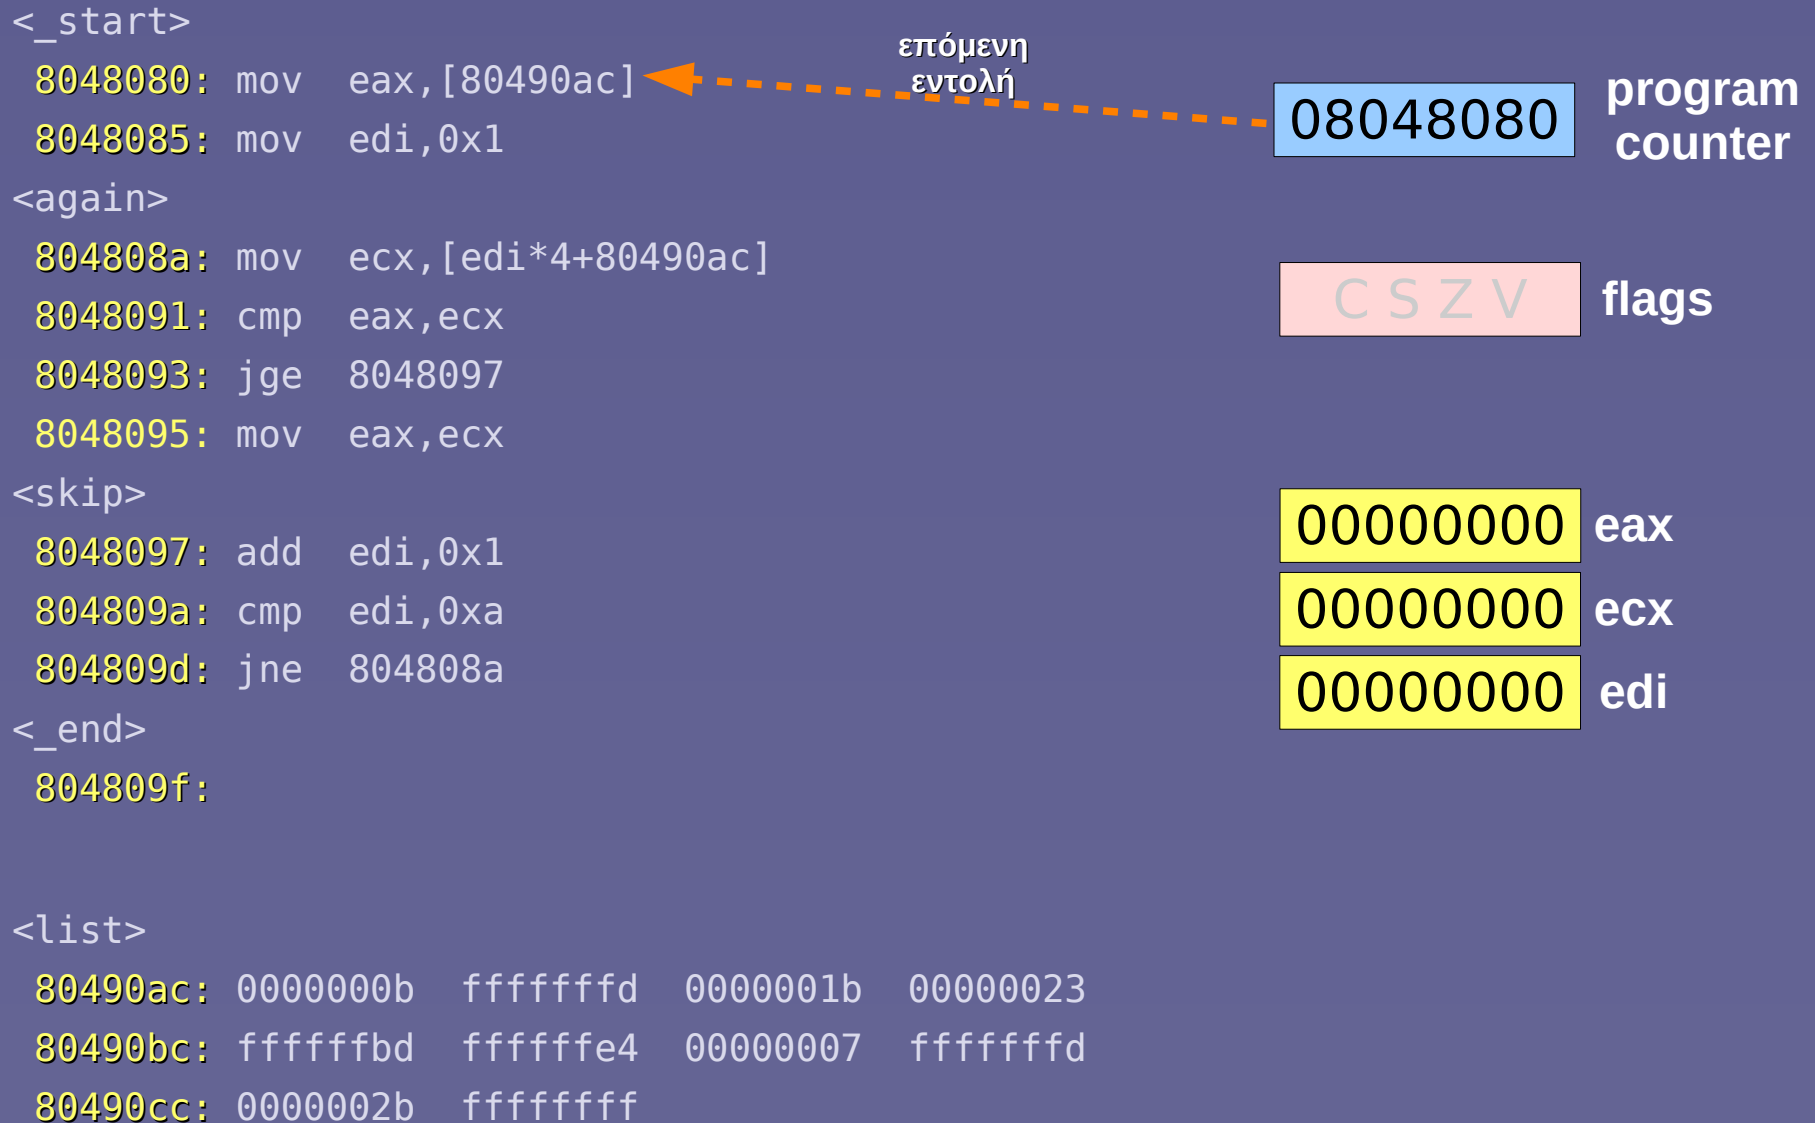 <_start>
8048080: mov eax,[80490ac]
8048085: mov edi,0x1
<again>
804808a: mov ecx,[edi*4+80490ac]
8048091: cmp eax,ecx
8048093: jge 8048097
8048095: mov eax,ecx
<skip>
8048097: add edi,0x1
804809a: cmp edi,0xa
804809d: jne 804808a
<_end>
804809f:
<list>
80490ac: 0000000b fffffffd 0000001b 00000023
80490bc: ffffffbd ffffffe4 00000007 fffffffd
80490cc: 0000002b ffffffff
επόμενη
εντολή
08048080
program
counter
C S Z V flags
00000000 eax
00000000 ecx
00000000 edi